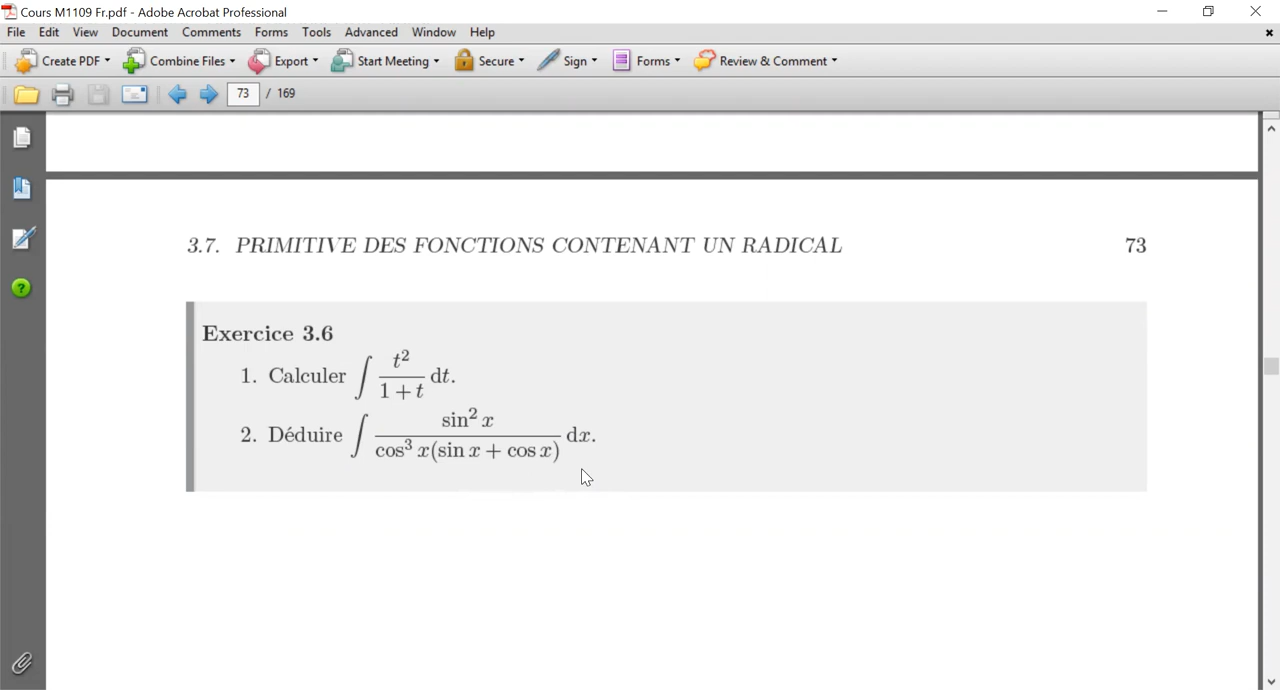 Cours M1109 Fr.pdf - Adobe Acrobat Professional
File Edit View Document Comments Forms Tools Advanced Window Help
Create PDF Combine Files Export Start Meeting Secure Sign Forms Review & Comment
73 / 169
3.7. PRIMITIVE DES FONCTIONS CONTENANT UN RADICAL 73
Exercice 3.6
1. Calculer ∫ t²/(1+t) dt.
2. Déduire ∫ sin² x/(cos³ x(sin x + cos x)) dx.